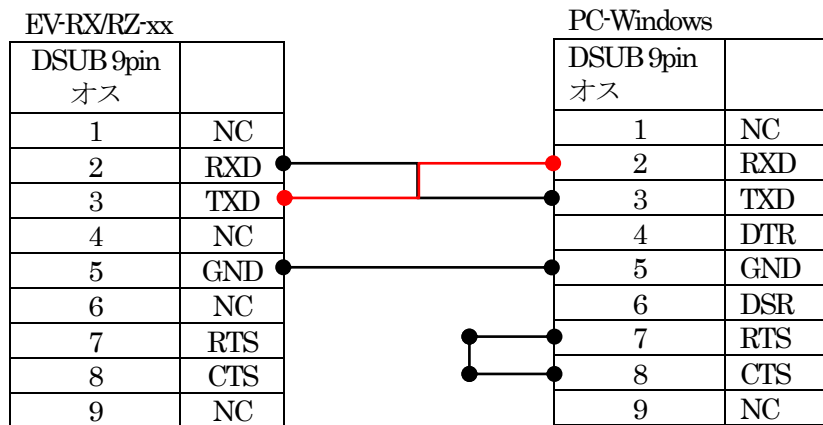 EV-RX/RZ-xx
DSUB 9pin
オス
1 NC
2 RXD
3 TXD
4 NC
5 GND
6 NC
7 RTS
8 CTS
9 NC
PC-Windows
DSUB 9pin
オス
1 NC
2 RXD
3 TXD
4 DTR
5 GND
6 DSR
7 RTS
8 CTS
9 NC